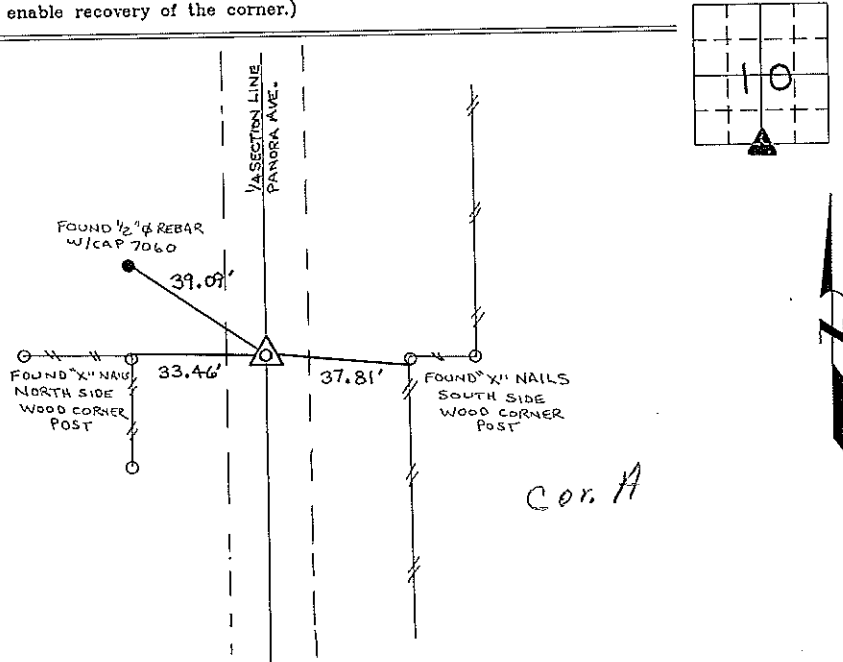 enable recovery of the corner.)
10
1/4 SECTION LINE
PANORA AVE.
FOUND 1/2"φ REBAR
W/CAP 7060
39.09'
33.46'
37.81'
FOUND "X" NAILS
NORTH SIDE
WOOD CORNER
POST
FOUND "X" NAILS
SOUTH SIDE
WOOD CORNER
POST
Cor. A